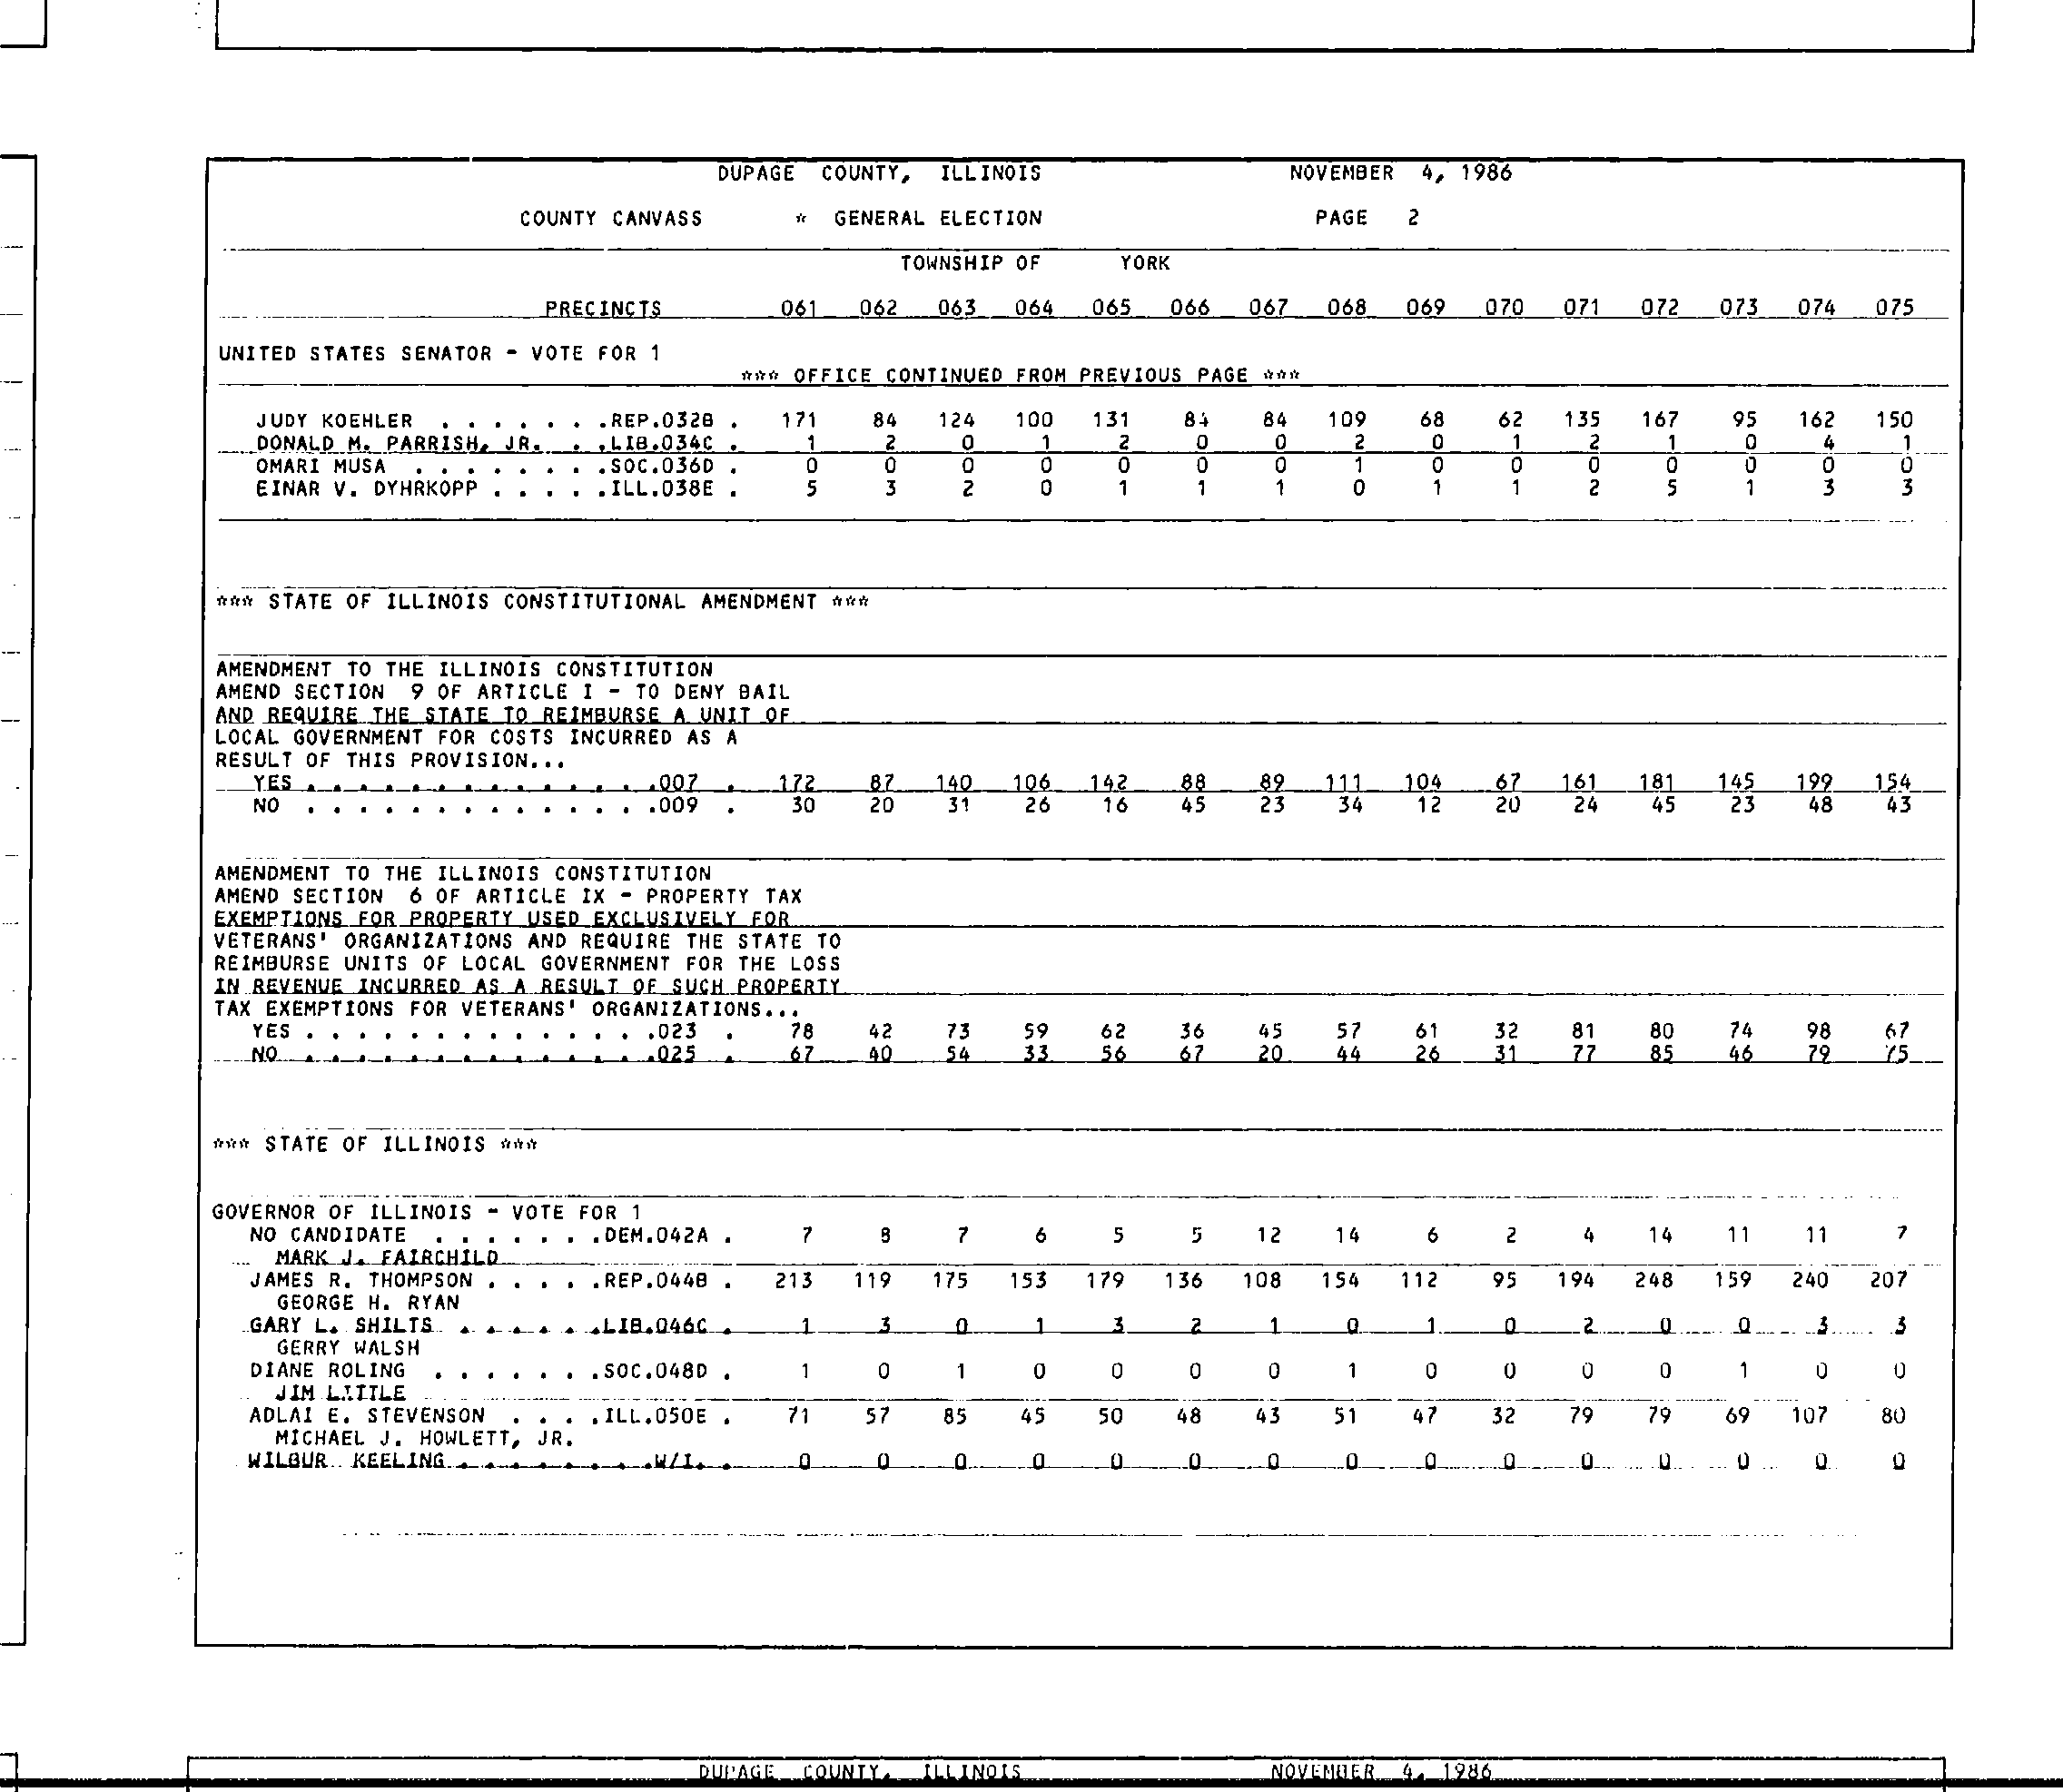 DUPAGE COUNTY, ILLINOIS NOVEMBER 4, 1986
COUNTY CANVASS * GENERAL ELECTION PAGE 2
TOWNSHIP OF YORK
PRECINCTS 061 062 063 064 065 066 067 068 069 070 071 072 073 074 075
UNITED STATES SENATOR - VOTE FOR 1
*** OFFICE CONTINUED FROM PREVIOUS PAGE ***
JUDY KOEHLER . . . . . . .REP.032B . 171 84 124 100 131 84 84 109 68 62 135 167 95 162 150
DONALD M. PARRISH, JR. . .LIB.034C . 1 2 0 1 2 0 0 2 0 1 2 1 0 4 1
OMARI MUSA . . . . . . . .SOC.036D . 0 0 0 0 0 0 0 1 0 0 0 0 0 0 0
EINAR V. DYHRKOPP . . . . .ILL.038E . 5 3 2 0 1 1 1 0 1 1 2 5 1 3 3
*** STATE OF ILLINOIS CONSTITUTIONAL AMENDMENT ***
AMENDMENT TO THE ILLINOIS CONSTITUTION
AMEND SECTION 9 OF ARTICLE I - TO DENY BAIL
AND REQUIRE THE STATE TO REIMBURSE A UNIT OF
LOCAL GOVERNMENT FOR COSTS INCURRED AS A
RESULT OF THIS PROVISION...
YES . . . . . . . . . . . . . .007 . 172 87 140 106 142 88 89 111 104 67 161 181 145 199 154
NO . . . . . . . . . . . . . .009 . 30 20 31 26 16 45 23 34 12 20 24 45 23 48 43
AMENDMENT TO THE ILLINOIS CONSTITUTION
AMEND SECTION 6 OF ARTICLE IX - PROPERTY TAX
EXEMPTIONS FOR PROPERTY USED EXCLUSIVELY FOR
VETERANS' ORGANIZATIONS AND REQUIRE THE STATE TO
REIMBURSE UNITS OF LOCAL GOVERNMENT FOR THE LOSS
IN REVENUE INCURRED AS A RESULT OF SUCH PROPERTY
TAX EXEMPTIONS FOR VETERANS' ORGANIZATIONS...
YES . . . . . . . . . . . . . .023 . 78 42 73 59 62 36 45 57 61 32 81 80 74 98 67
NO . . . . . . . . . . . . . .025 . 67 40 54 33 56 67 20 44 26 31 77 85 46 79 75
*** STATE OF ILLINOIS ***
GOVERNOR OF ILLINOIS - VOTE FOR 1
NO CANDIDATE . . . . . . .DEM.042A . 7 8 7 6 5 5 12 14 6 2 4 14 11 11 7
MARK J. FAIRCHILD
JAMES R. THOMPSON . . . . .REP.044B . 213 119 175 153 179 136 108 154 112 95 194 248 159 240 207
GEORGE H. RYAN
GARY L. SHILTS . . . . . .LIB.046C . 1 3 0 1 3 2 1 0 1 0 2 0 0 3 3
GERRY WALSH
DIANE ROLING . . . . . . .SOC.048D . 1 0 1 0 0 0 0 1 0 0 0 0 1 0 0
JIM LITTLE
ADLAI E. STEVENSON . . . .ILL.050E . 71 57 85 45 50 48 43 51 47 32 79 79 69 107 80
MICHAEL J. HOWLETT, JR.
WILBUR KEELING . . . . . . . .W/I. . 0 0 0 0 0 0 0 0 0 0 0 0 0 0 0
DUPAGE COUNTY, ILLINOIS NOVEMBER 4, 1986